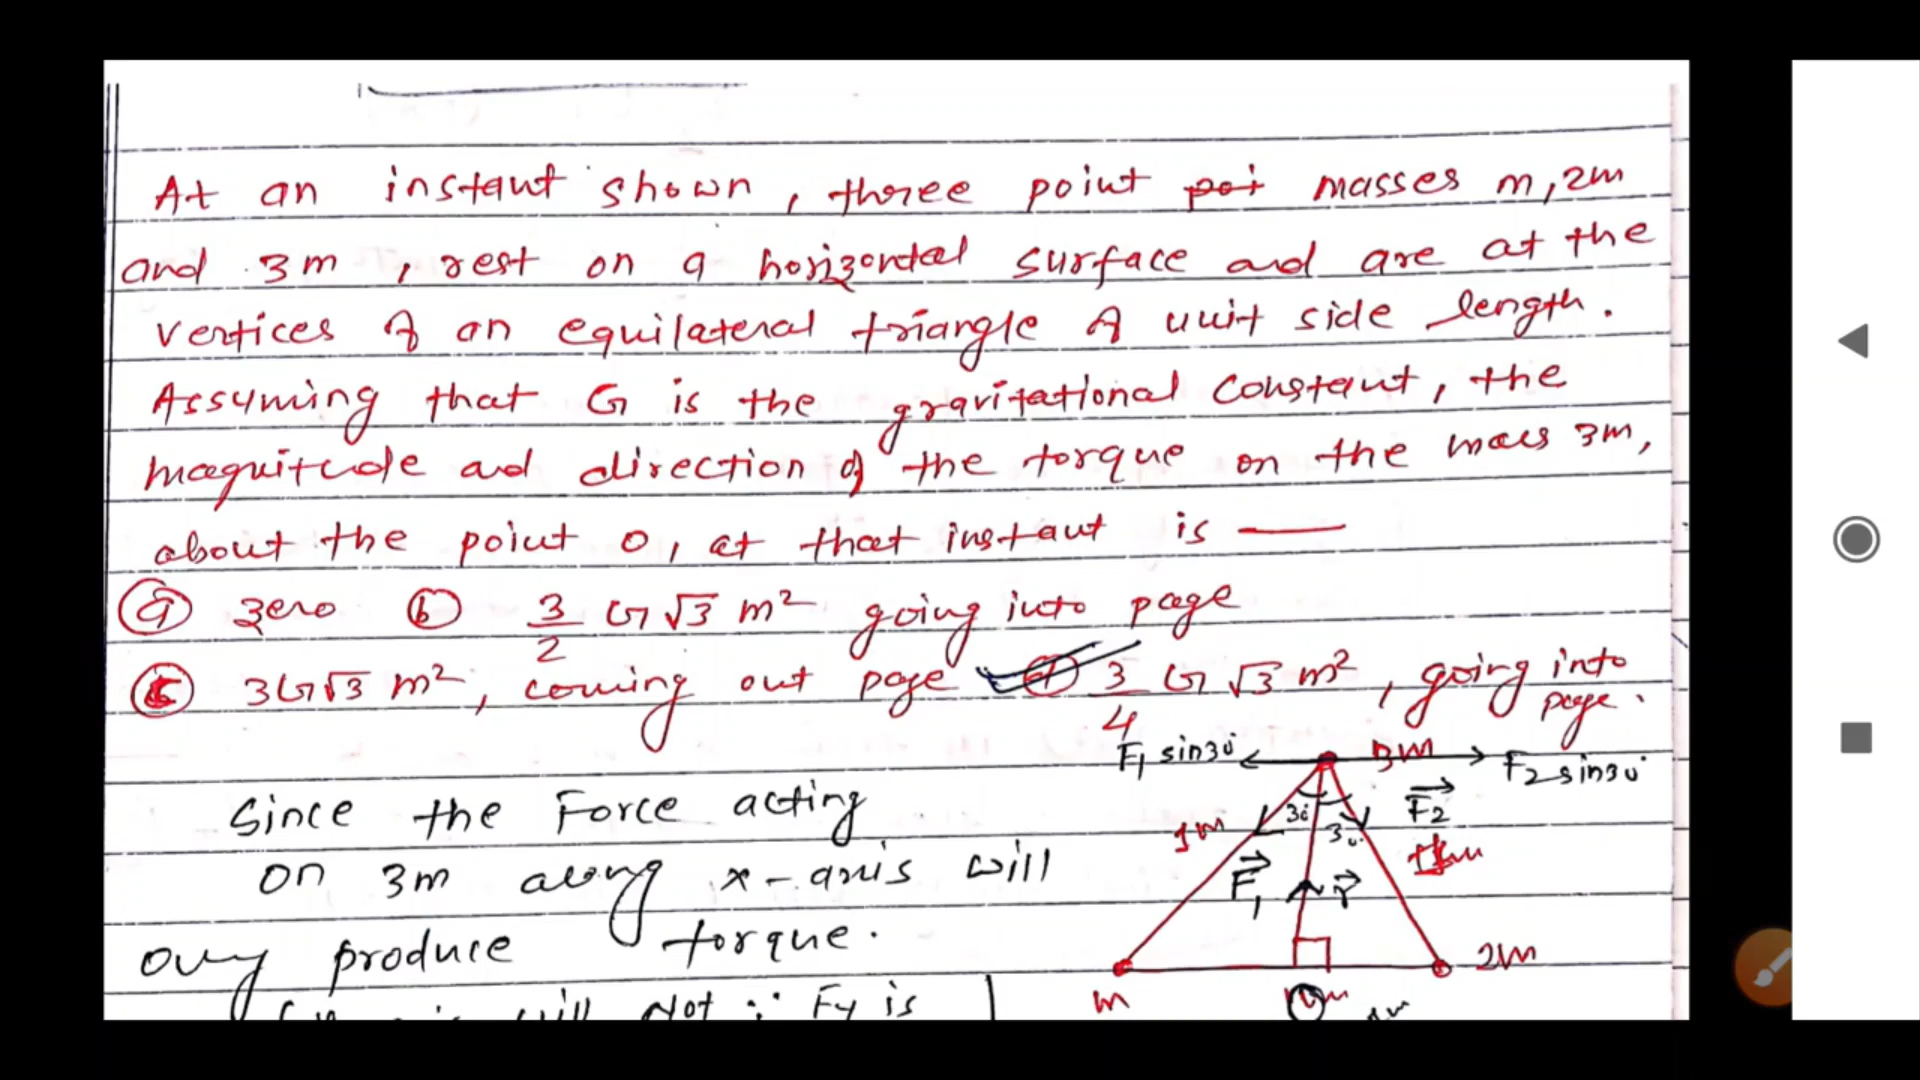 At an instant shown, three point poi masses m, 2m
and 3m, rest on a horizontal surface and are at the
vertices of an equilateral triangle of unit side length.
Assuming that G is the gravitational constant, the
magnitude and direction of the torque on the mass 3m,
about the point O, at that instant is —
(a) zero (b) 3/2 G√3 m² going into page
(c) 3G√3 m², coming out page (d) 3/4 G√3 m², going into page.
F₁ sin30° 3m F₂ sin30°
Since the Force acting
30° 30° F₂
1m
on 3m along x-axis will
F₁ r
only produce torque.
m 2m
O
will Not ∵ Fy is